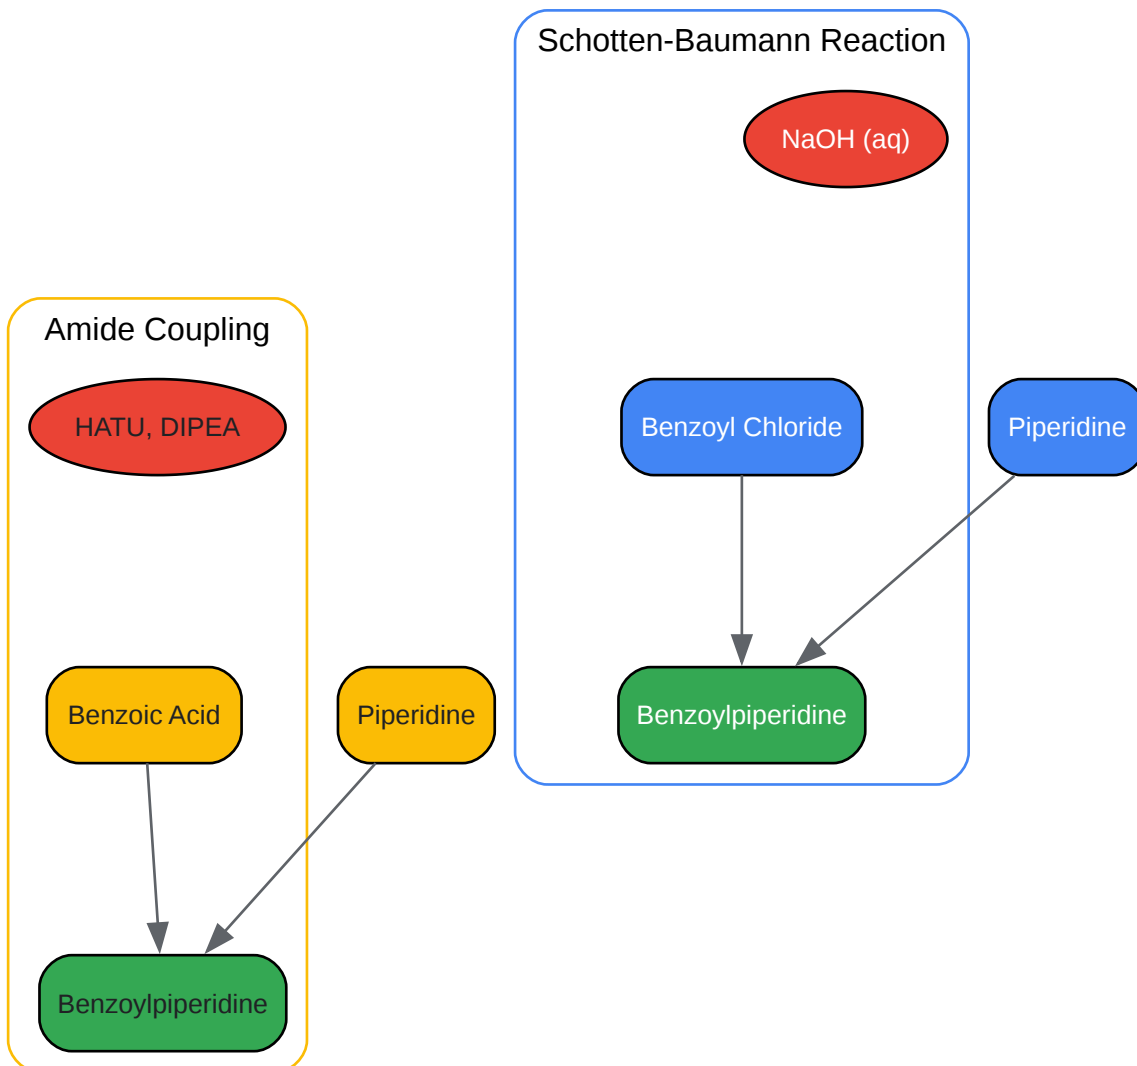 Schotten-Baumann Reaction
NaOH (aq)
Benzoyl Chloride
Piperidine
Benzoylpiperidine
Amide Coupling
HATU, DIPEA
Benzoic Acid
Piperidine
Benzoylpiperidine